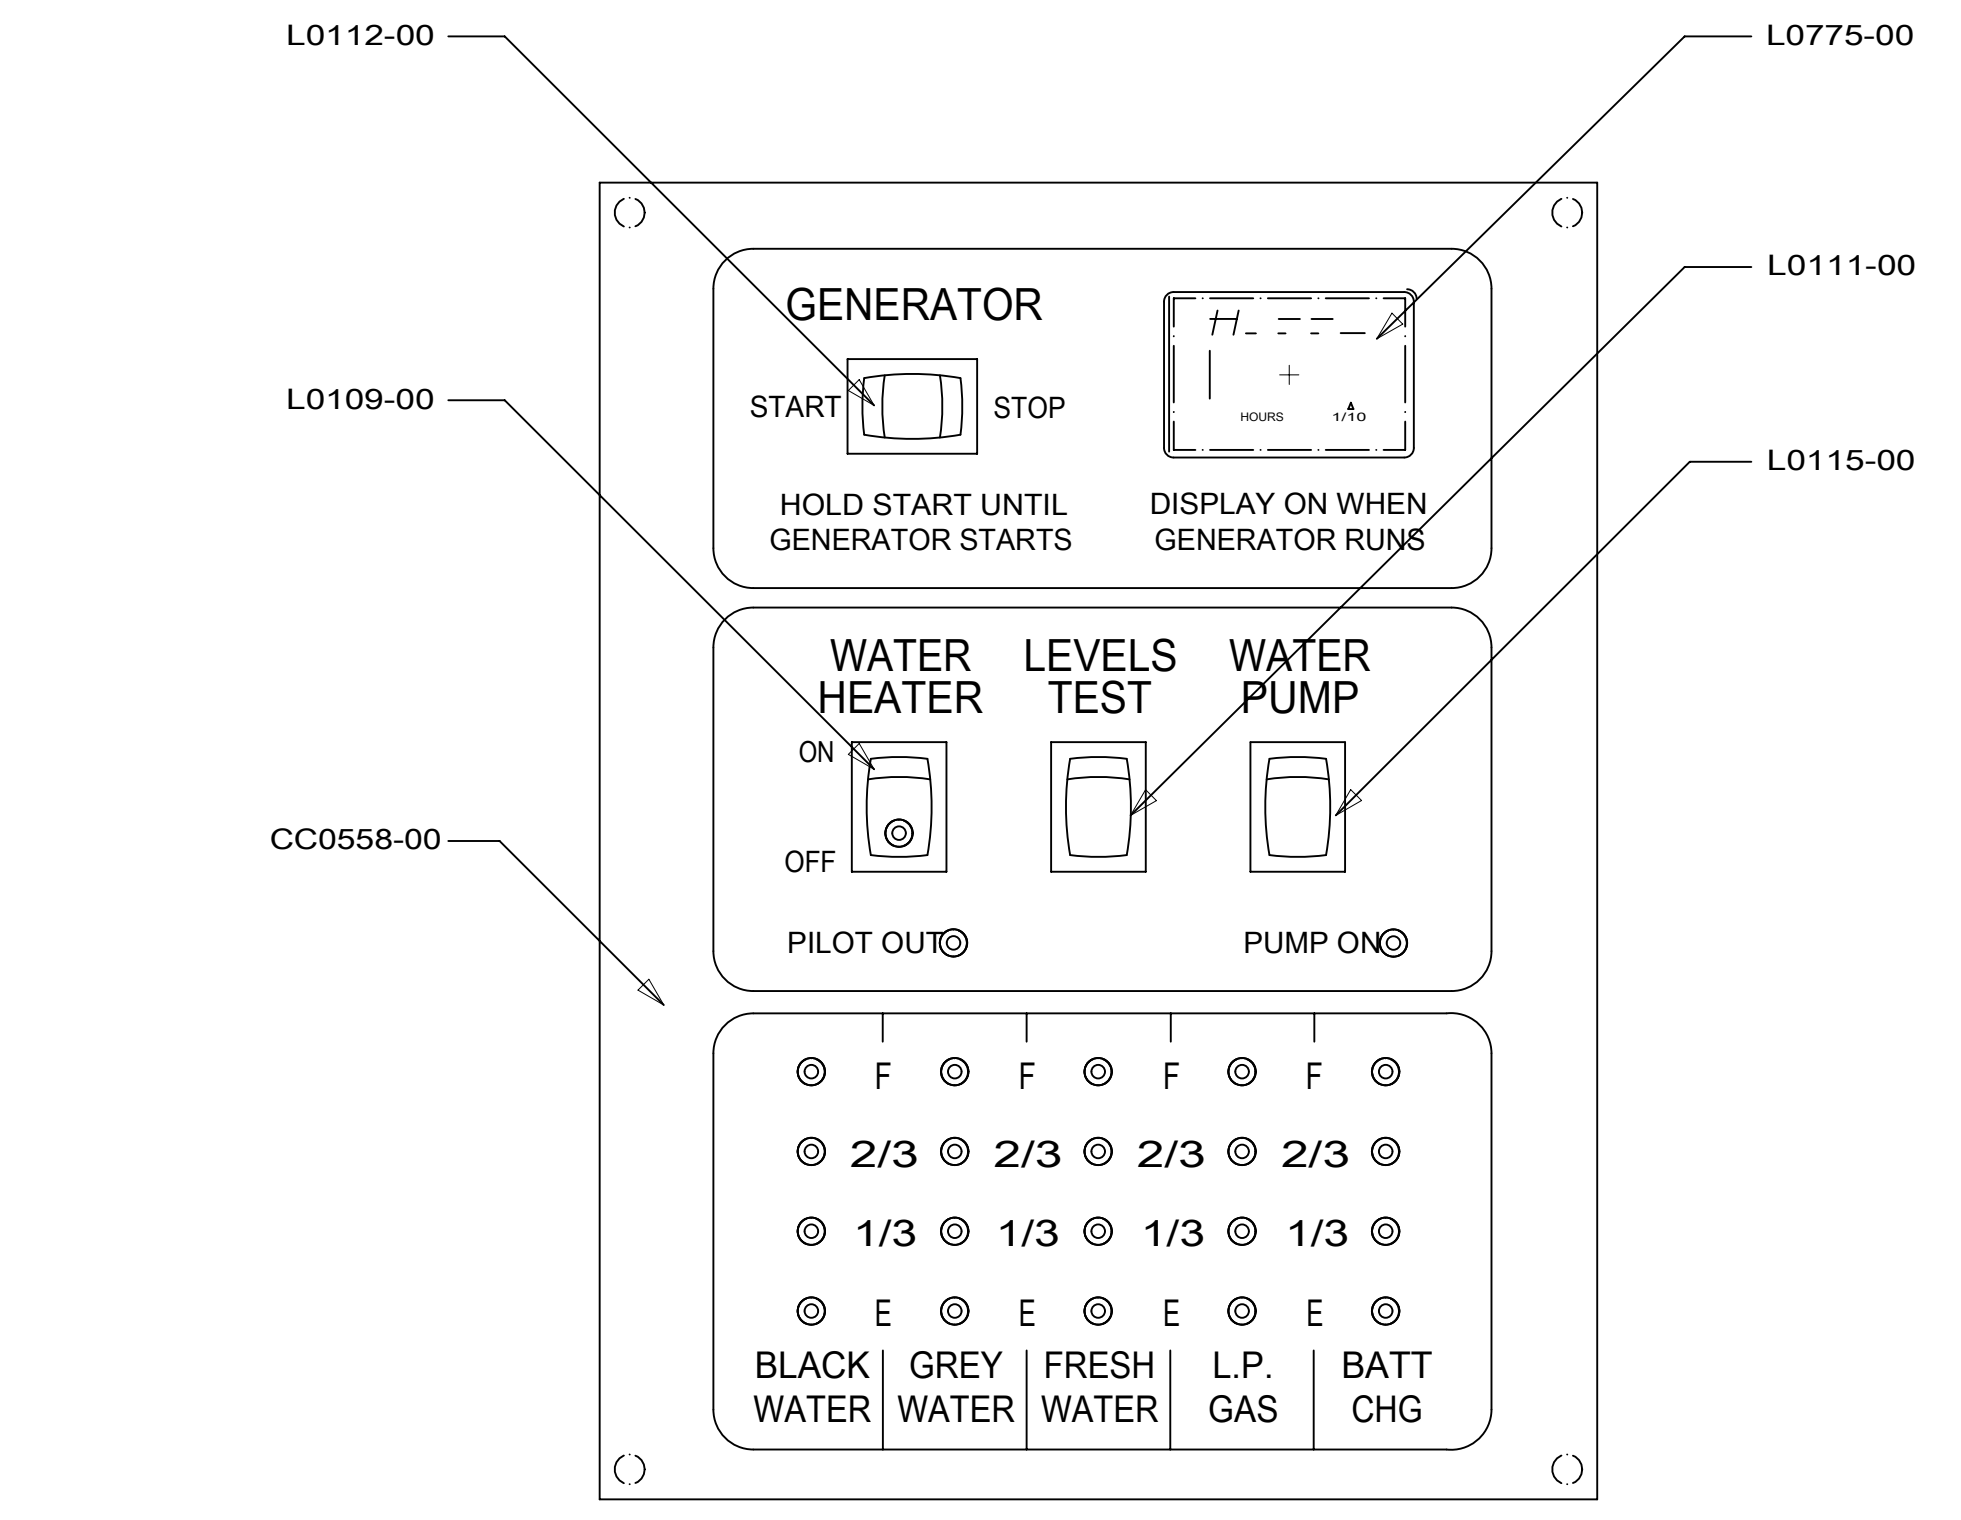 L0112-00
L0775-00
L0111-00
GENERATOR
L0109-00
START
STOP
HOURS
1/10
L0115-00
HOLD START UNTIL
GENERATOR STARTS
DISPLAY ON WHEN
GENERATOR RUNS
WATER
HEATER
LEVELS
TEST
WATER
PUMP
ON
OFF
CC0558-00
PILOT OUT
PUMP ON
F F F F
2/3 2/3 2/3 2/3
1/3 1/3 1/3 1/3
E E E E
BLACK
WATER
GREY
WATER
FRESH
WATER
L.P.
GAS
BATT
CHG